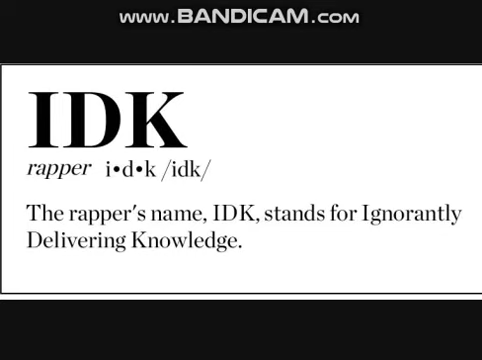 www.BANDICAM.com
IDK
rapper i•d•k /idk/
The rapper's name, IDK, stands for Ignorantly
Delivering Knowledge.